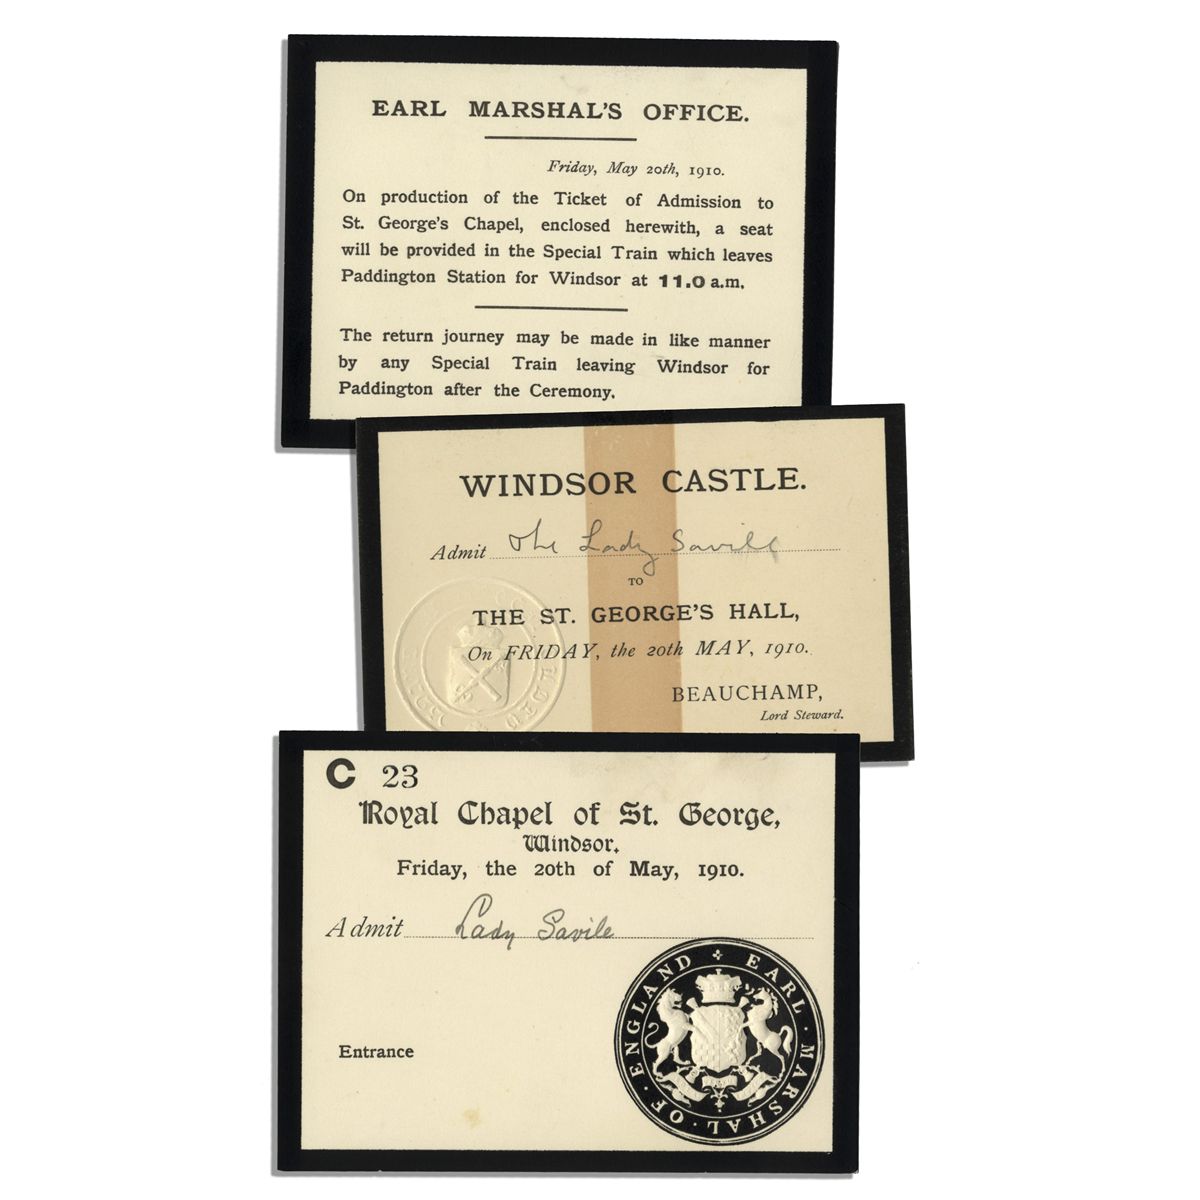 EARL MARSHAL'S OFFICE.
Friday, May 20th, 1910.
On production of the Ticket of Admission to
St. George's Chapel, enclosed herewith, a seat
will be provided in the Special Train which leaves
Paddington Station for Windsor at 11.0 a.m.
The return journey may be made in like manner
by any Special Train leaving Windsor for
Paddington after the Ceremony.
WINDSOR CASTLE.
Admit The Lady Savile
TO
THE ST. GEORGE'S HALL,
On FRIDAY, the 20th MAY, 1910.
BEAUCHAMP,
Lord Steward.
C 23
Royal Chapel of St. George,
Windsor.
Friday, the 20th of May, 1910.
Admit Lady Savile
Entrance
EARL · MARSHAL · OF · ENGLAND